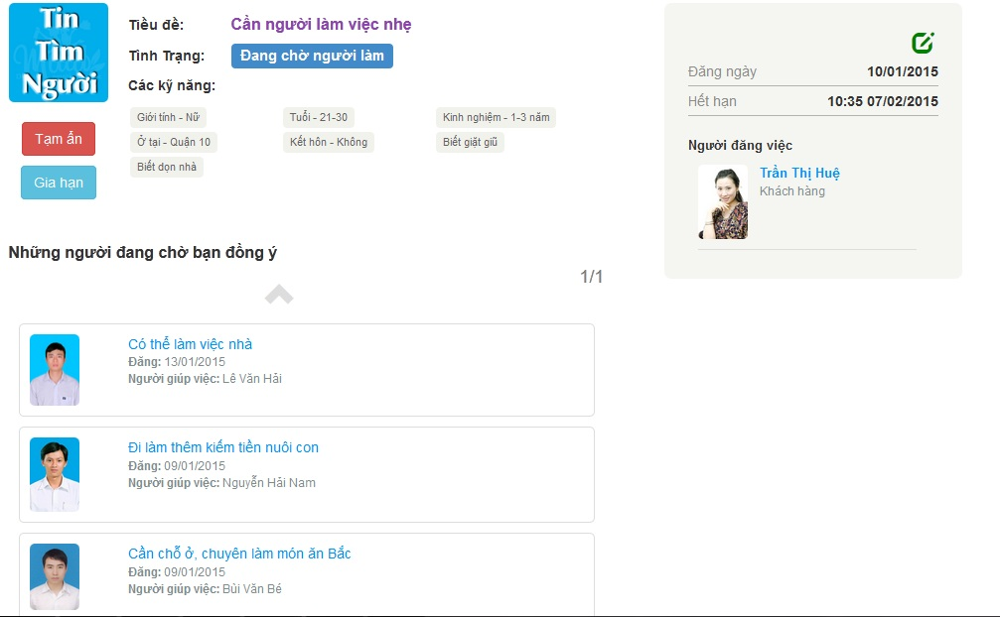 Tin
Tìm
Người
Tiêu đề: Cần người làm việc nhẹ
Tình Trạng: Đang chờ người làm
Các kỹ năng:
Giới tính - Nữ Tuổi - 21-30 Kinh nghiệm - 1-3 năm
Ở tại - Quận 10 Kết hôn - Không Biết giặt giũ
Biết dọn nhà
Tạm ẩn
Gia hạn
Đăng ngày 10/01/2015
Hết hạn 10:35 07/02/2015
Người đăng việc
Trần Thị Huệ
Khách hàng
Những người đang chờ bạn đồng ý
1/1
Có thể làm việc nhà
Đăng: 13/01/2015
Người giúp việc: Lê Văn Hải
Đi làm thêm kiếm tiền nuôi con
Đăng: 09/01/2015
Người giúp việc: Nguyễn Hải Nam
Cần chỗ ở, chuyên làm món ăn Bắc
Đăng: 09/01/2015
Người giúp việc: Bùi Văn Bé